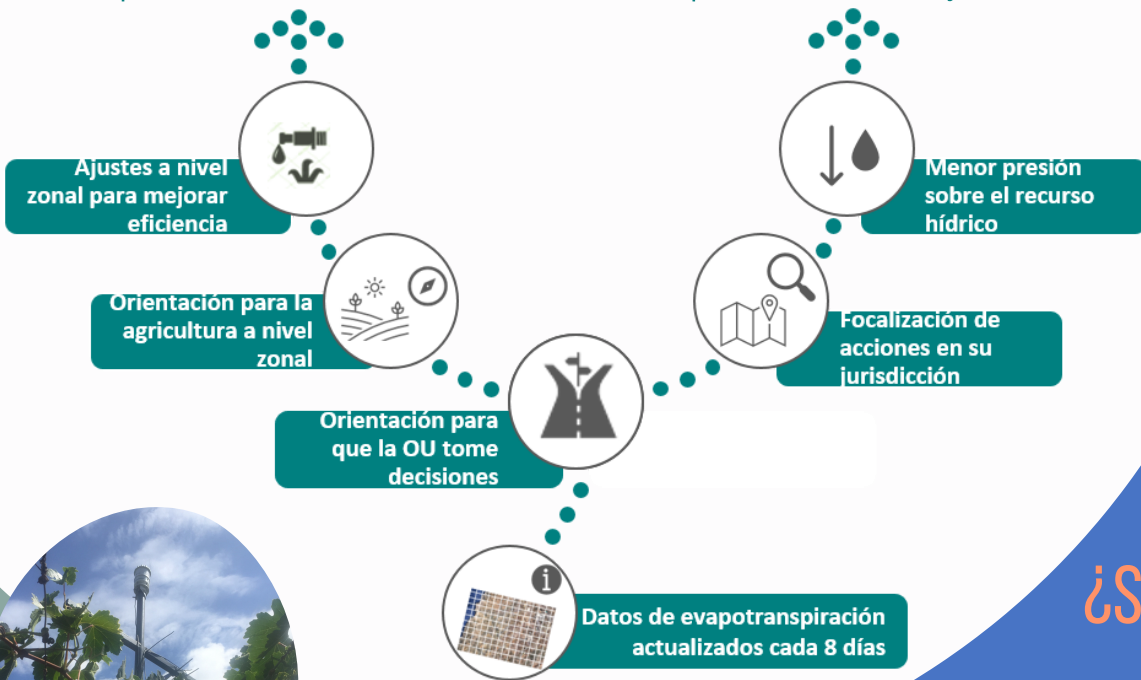 Ajustes a nivel
zonal para mejorar
eficiencia
Menor presión
sobre el recurso
hídrico
Orientación para la
agricultura a nivel
zonal
Focalización de
acciones en su
jurisdicción
Orientación para
que la OU tome
decisiones
i
Datos de evapotranspiración
actualizados cada 8 días
¿S